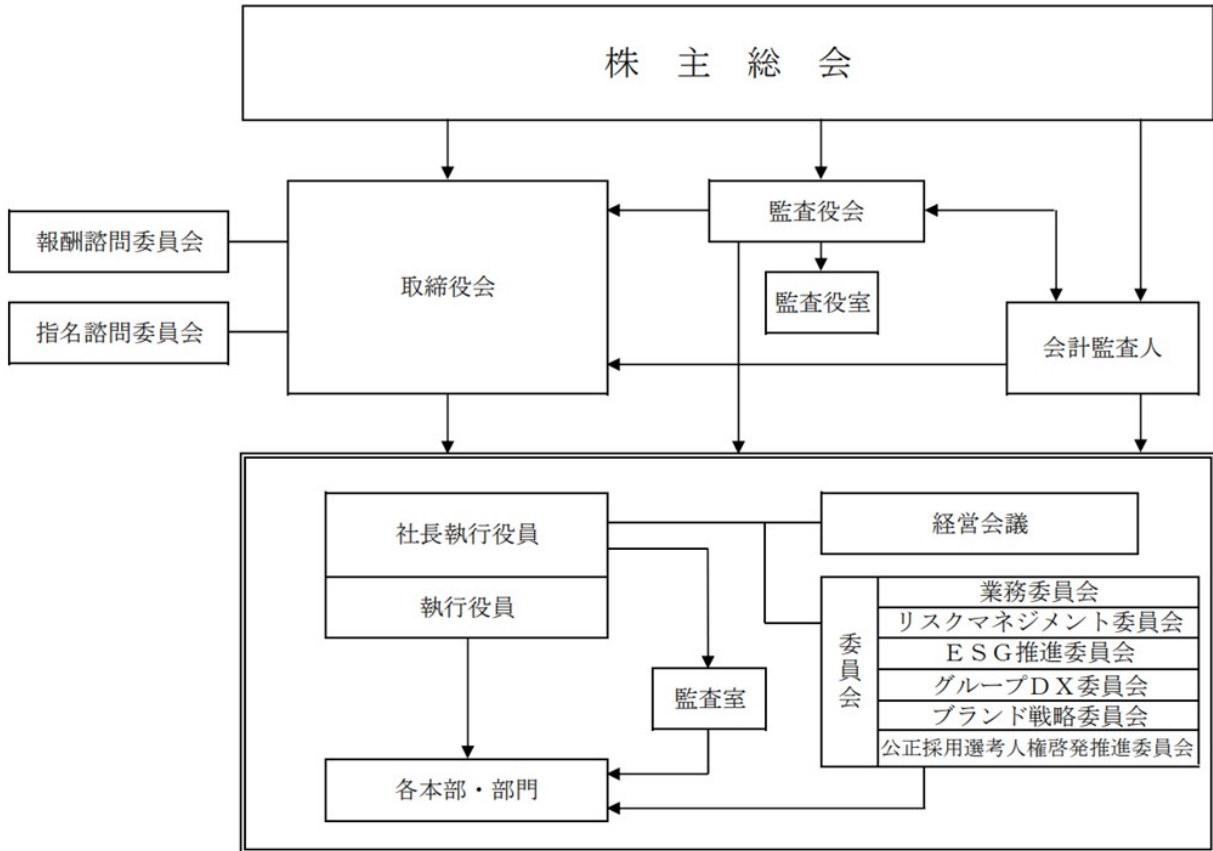 株主総会
監査役会
報酬諮問委員会
取締役会
監査役室
指名諮問委員会
会計監査人
社長執行役員
経営会議
執行役員
委員会
業務委員会
リスクマネジメント委員会
ＥＳＧ推進委員会
グループＤＸ委員会
ブランド戦略委員会
公正採用選考人権啓発推進委員会
監査室
各本部・部門